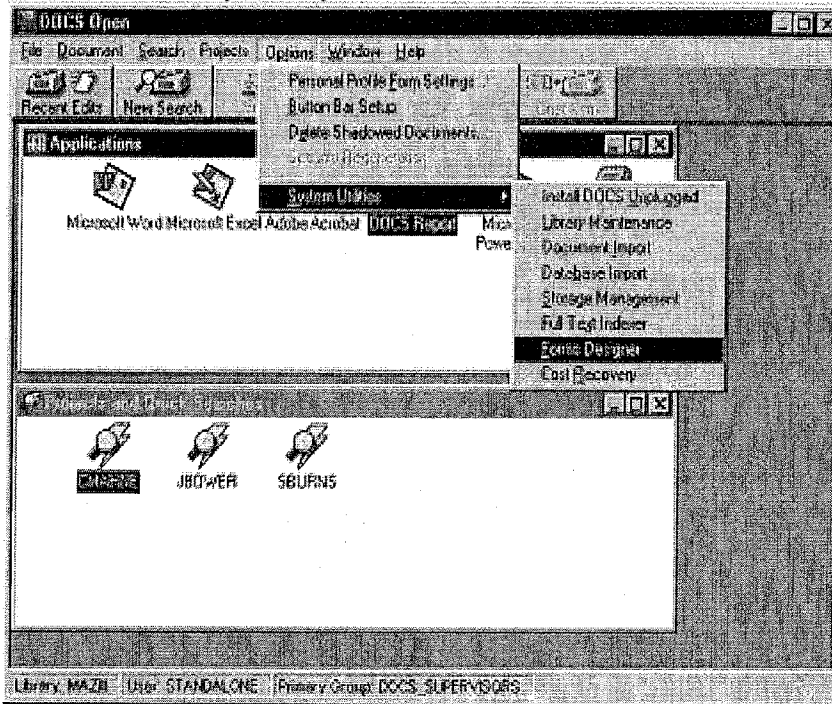 DOCS Open
File Document Search Projects Options Window Help
Recent Edits New Search
Personal Profile Form Settings
Button Bar Setup
Delete Shadowed Documents...
Applications
System Utilities
Install DOCS Unplugged
Library Maintenance
Document Import
Database Import
Storage Management
Full Text Indexer
Forms Designer
Cost Recovery
Microsoft Word Microsoft Excel Adobe Acrobat DOCS Report Micr
Powe
JBOWER SBURNS
Library: MAZBL User: STANDALONE Primary Group: DOCS_SUPERVISORS